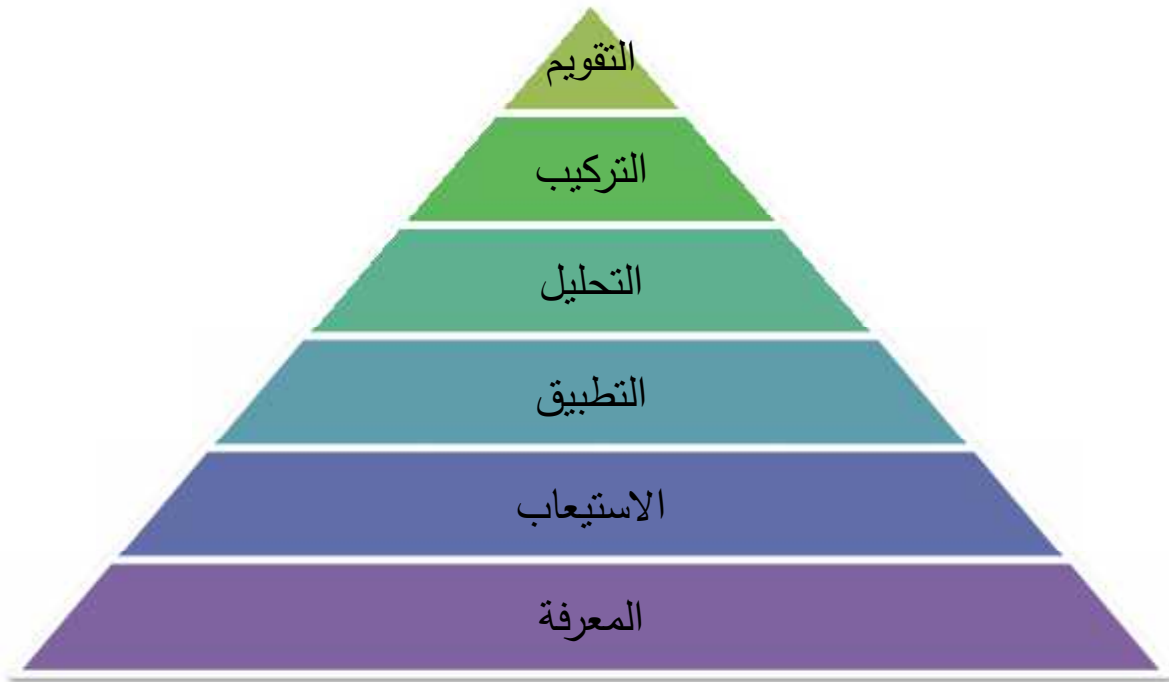 التقويم
التركيب
التحليل
التطبيق
الاستيعاب
المعرفة